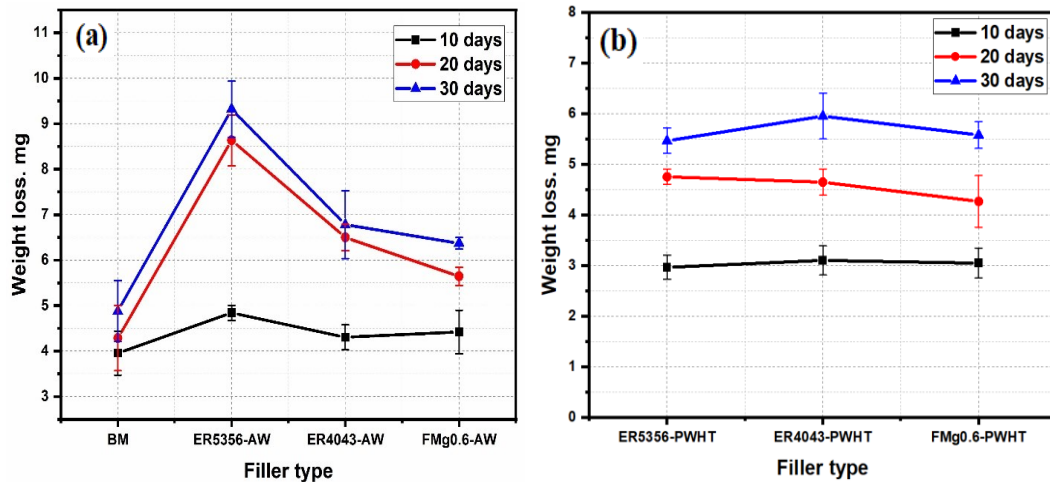 (a)
10 days
20 days
30 days
11
10
9
8
7
6
5
4
3
Weight loss. mg
BM
ER5356-AW
ER4043-AW
FMg0.6-AW
Filler type
(b)
10 days
20 days
30 days
8
7
6
5
4
3
2
1
0
Weight loss. mg
ER5356-PWHT
ER4043-PWHT
FMg0.6-PWHT
Filler type